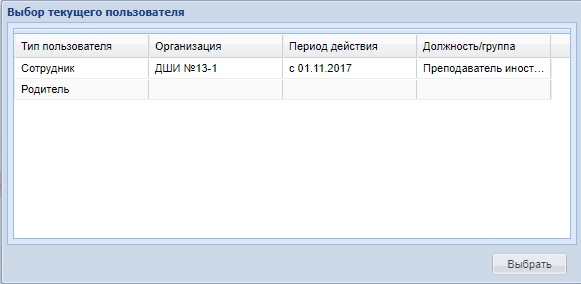 Выбор текущего пользователя
Тип пользователя Организация Период действия Должность/группа
Сотрудник ДШИ №13-1 с 01.11.2017 Преподаватель иност...
Родитель
Выбрать